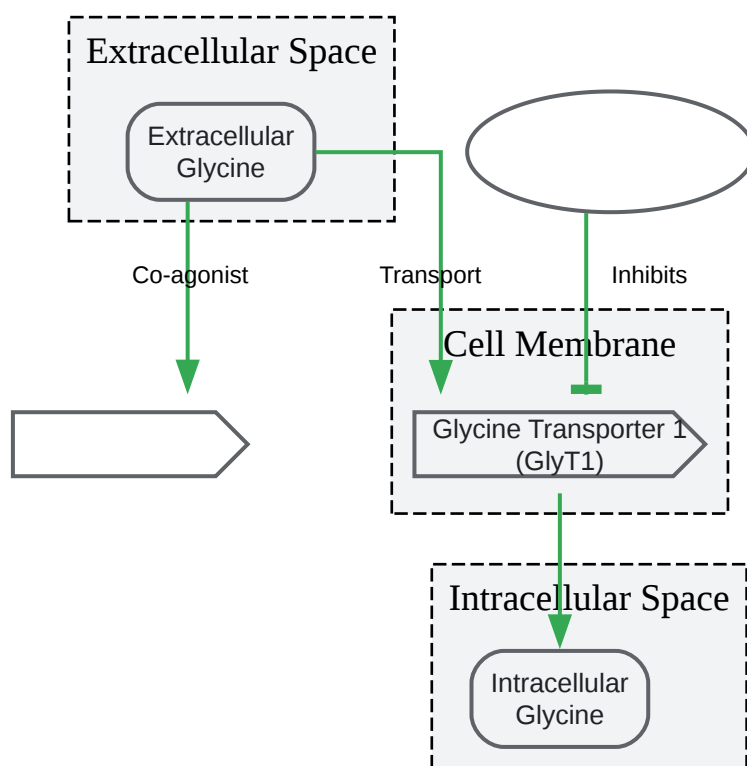 Extracellular Space
Extracellular
Glycine
Co-agonist
Transport
Inhibits
Cell Membrane
Glycine Transporter 1
(GlyT1)
Intracellular Space
Intracellular
Glycine